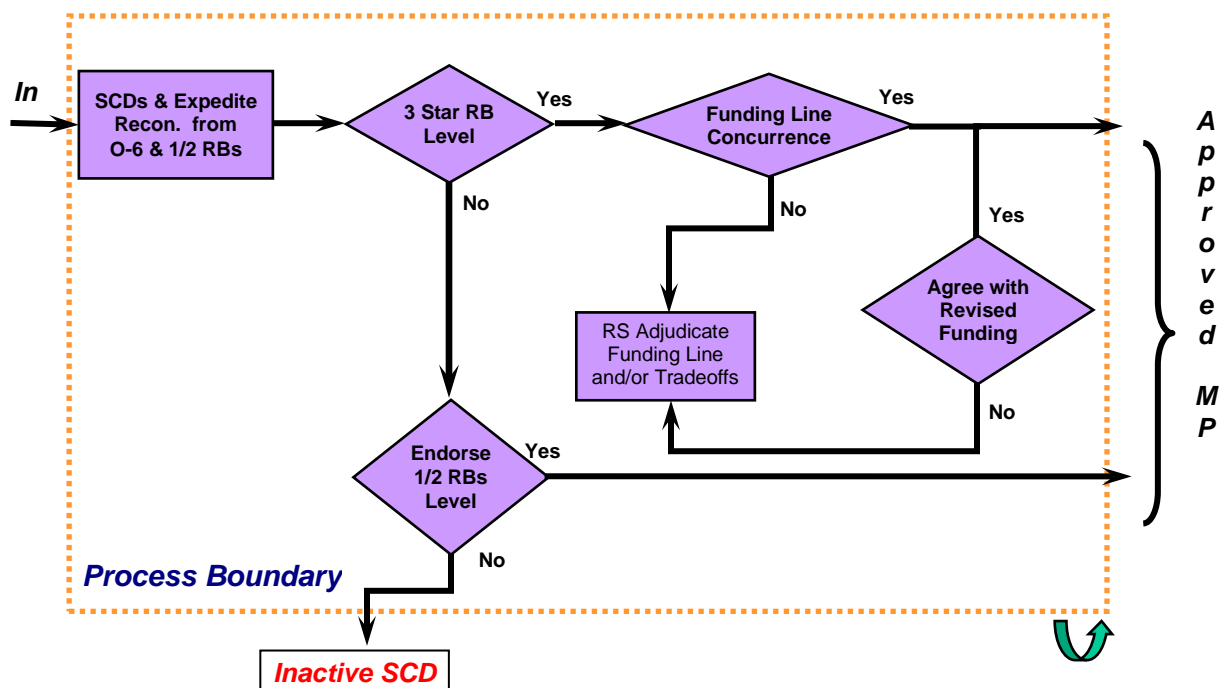 In
SCDs & Expedite
Recon. from
O-6 & 1/2 RBs
3 Star RB
Level
Yes
No
Funding Line
Concurrence
Yes
No
Yes
Agree with
Revised
Funding
No
RS Adjudicate
Funding Line
and/or Tradeoffs
Endorse
1/2 RBs
Level
Yes
No
Approved MP
Process Boundary
Inactive SCD